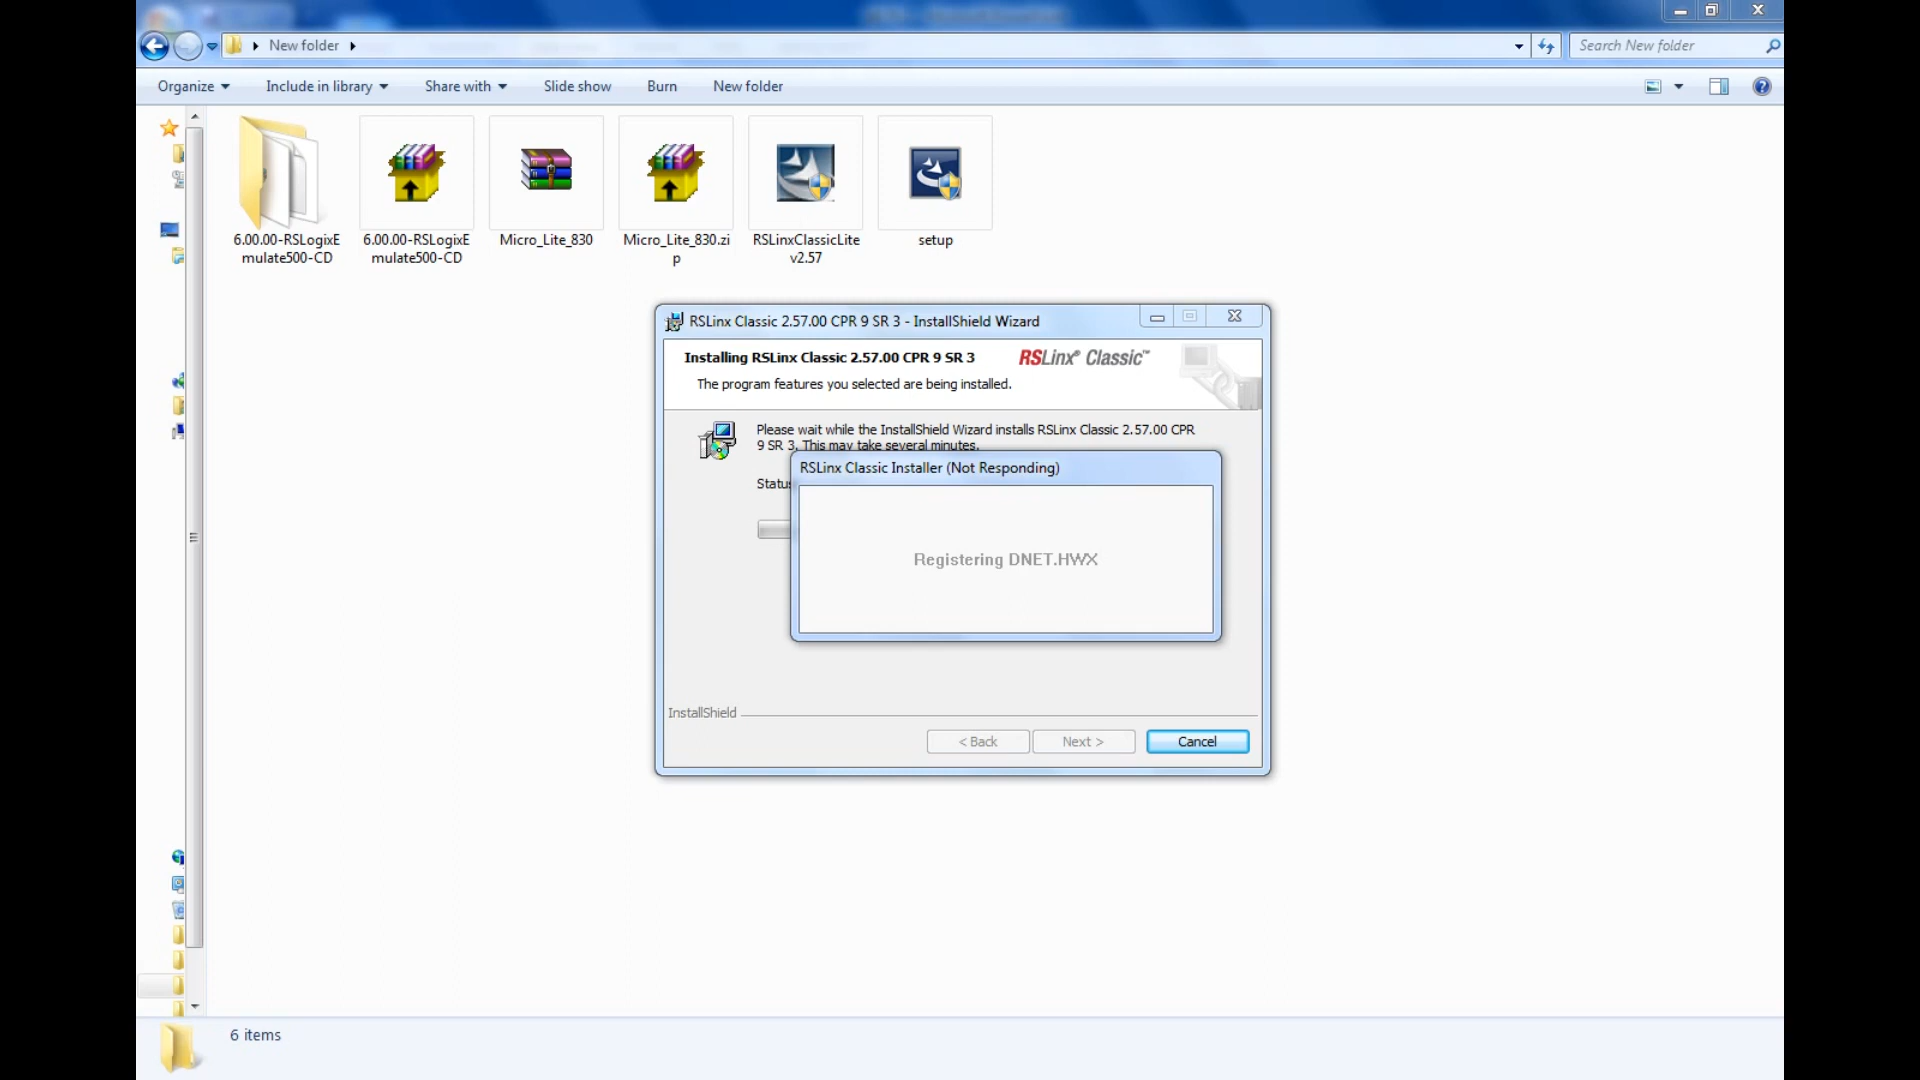 New folder
Search New folder
Organize Include in library Share with Slide show Burn New folder
6.00.00-RSLogixE
mulate500-CD
6.00.00-RSLogixE
mulate500-CD
Micro_Lite_830
Micro_Lite_830.zi
p
RSLinxClassicLite
v2.57
setup
RSLinx Classic 2.57.00 CPR 9 SR 3 - InstallShield Wizard
Installing RSLinx Classic 2.57.00 CPR 9 SR 3
RSLinx® Classic™
The program features you selected are being installed.
Please wait while the InstallShield Wizard installs RSLinx Classic 2.57.00 CPR
9 SR 3. This may take several minutes.
RSLinx Classic Installer (Not Responding)
Status
Registering DNET.HWX
InstallShield
< Back Next > Cancel
6 items